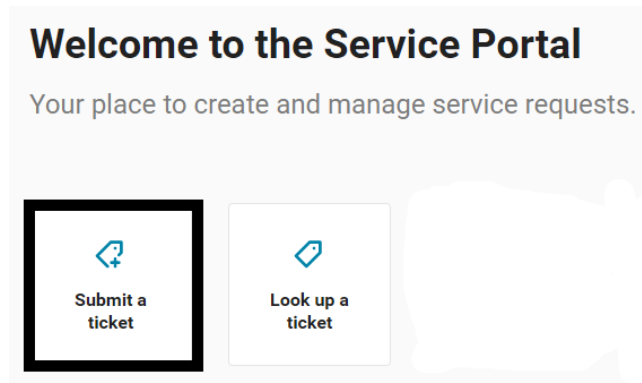 Welcome to the Service Portal
Your place to create and manage service requests.
Submit a
ticket
Look up a
ticket